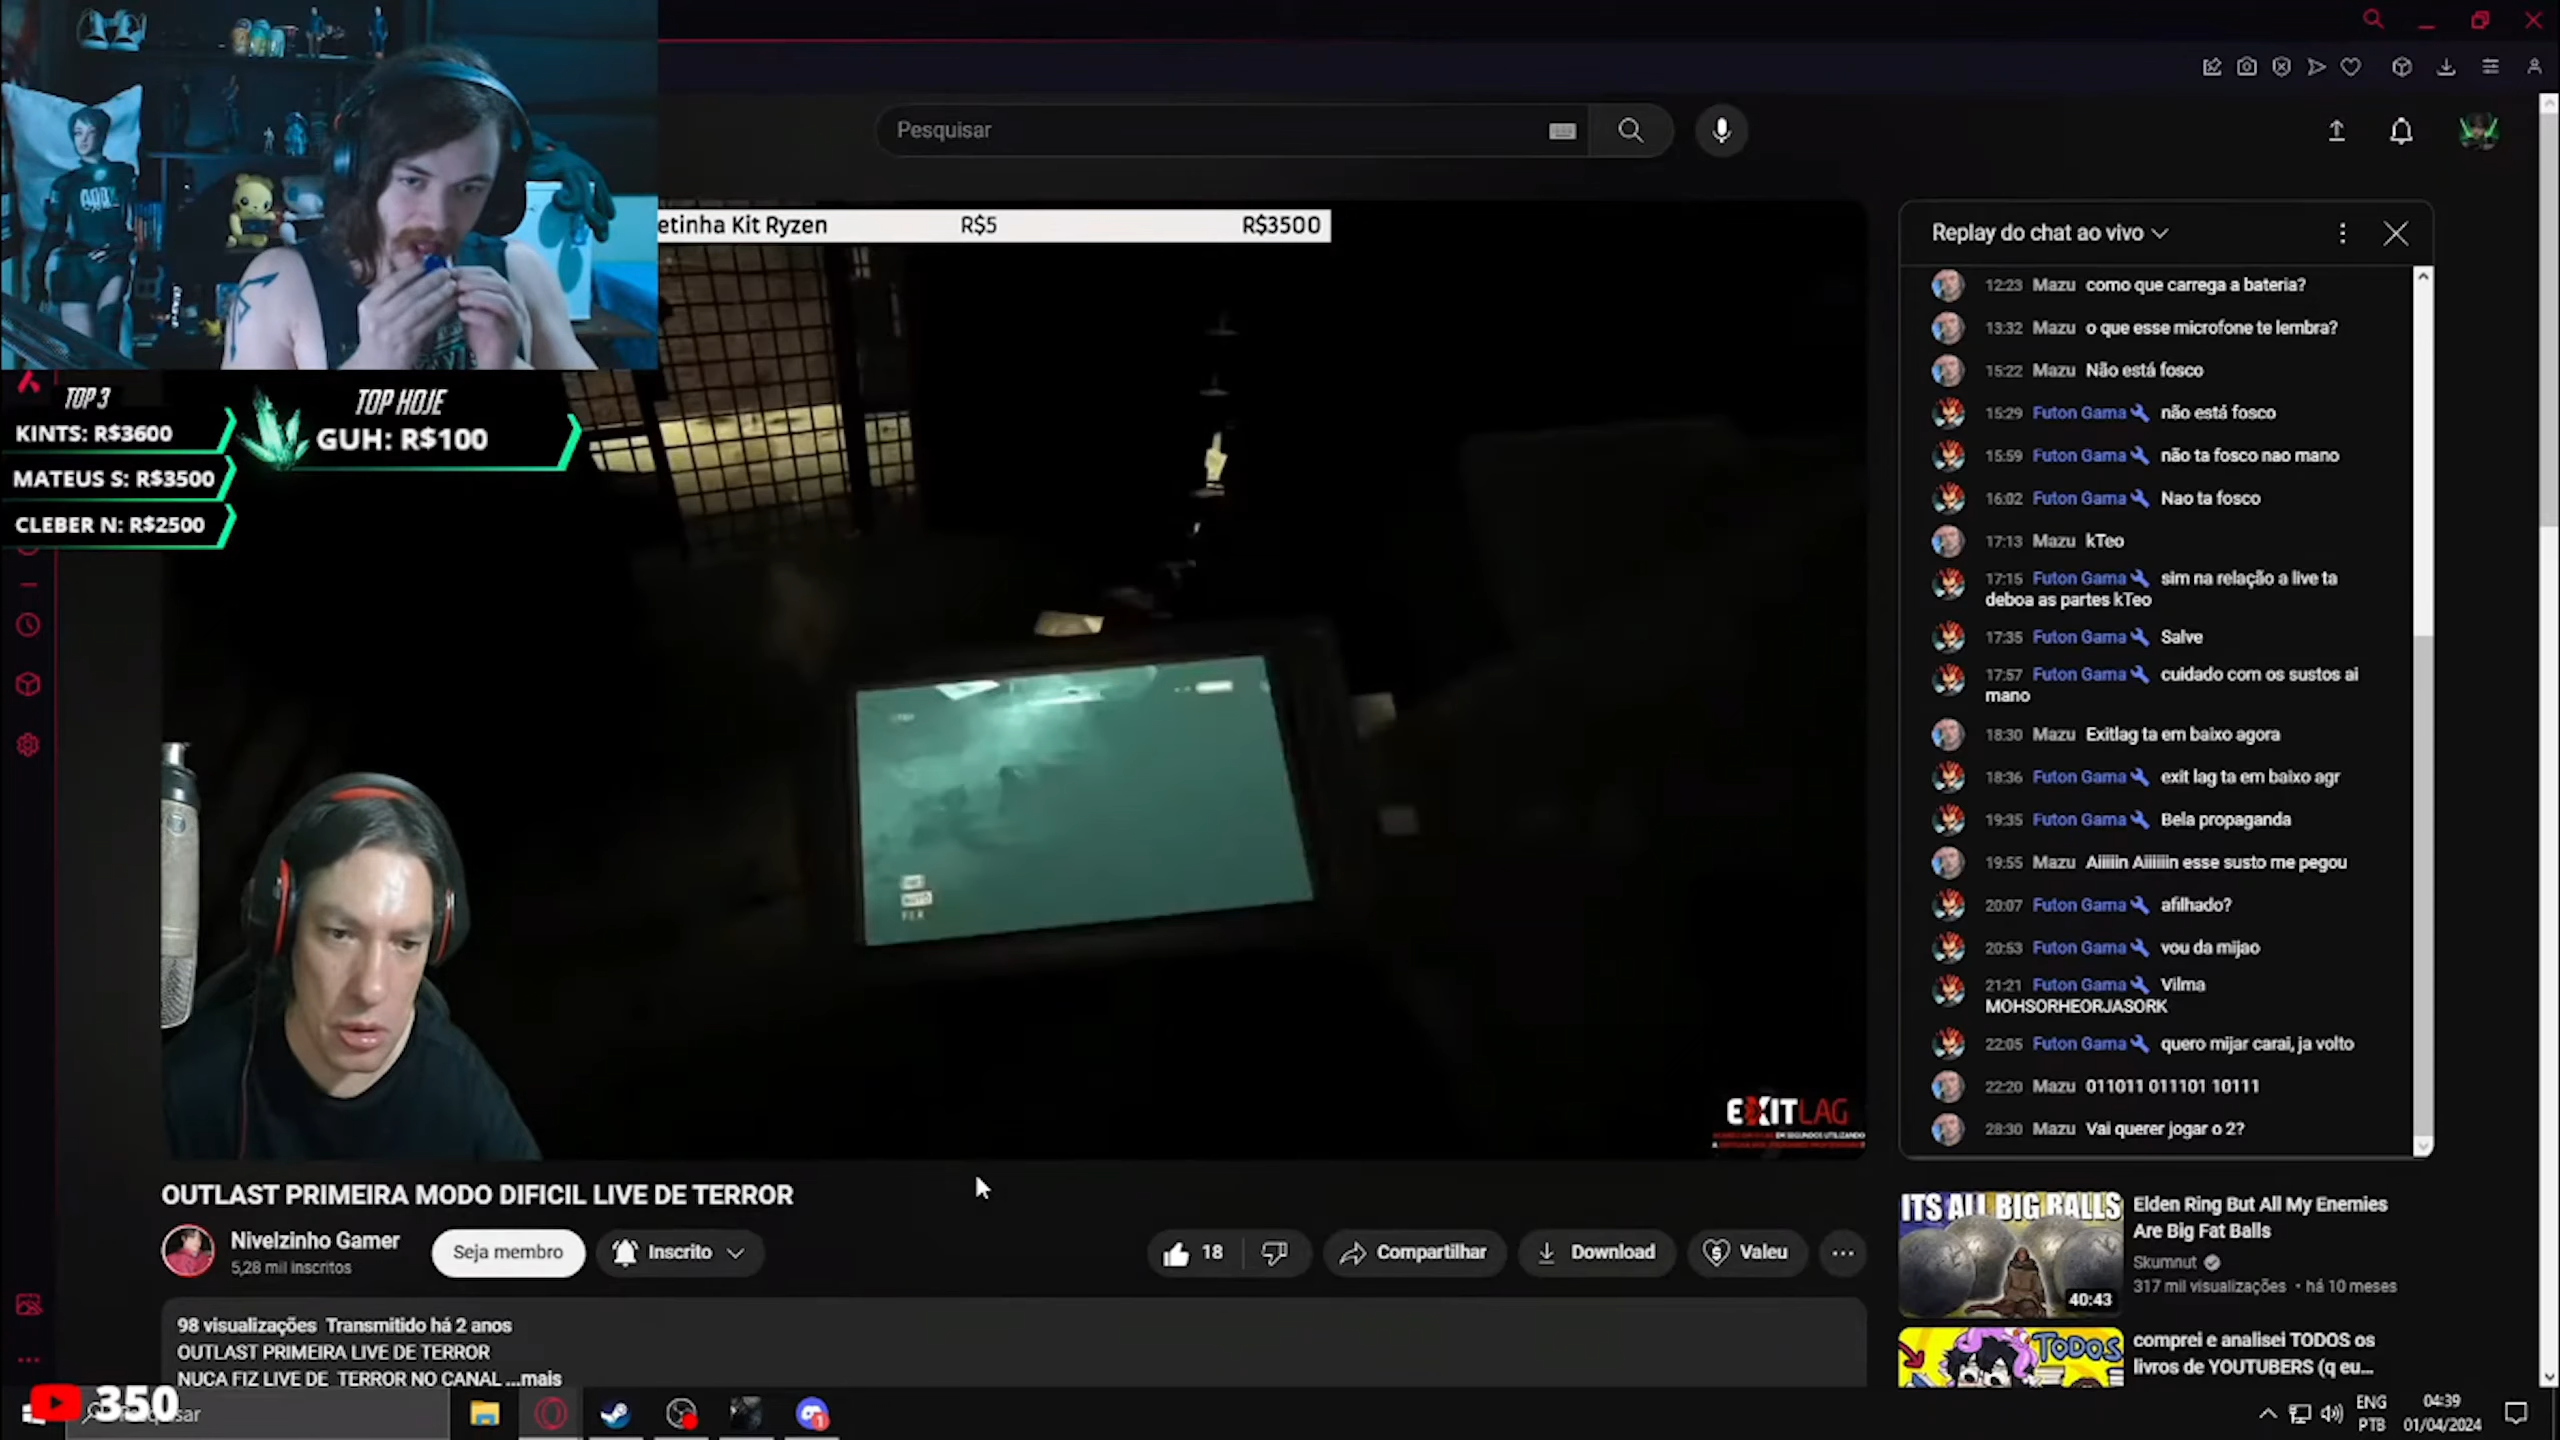 Pesquisar
etinha Kit Ryzen R$5 R$3500
TOP 3
KINTS: R$3600
MATEUS S: R$3500
CLEBER N: R$2500
TOP HOJE
GUH: R$100
Replay do chat ao vivo
12:23 Mazu como que carrega a bateria?
13:32 Mazu o que esse microfone te lembra?
15:22 Mazu Não está fosco
15:29 Futon Gama não está fosco
15:59 Futon Gama não ta fosco nao mano
16:02 Futon Gama Nao ta fosco
17:13 Mazu kTeo
17:15 Futon Gama sim na relação a live ta
deboa as partes kTeo
17:35 Futon Gama Salve
17:57 Futon Gama cuidado com os sustos ai
mano
18:30 Mazu Exitlag ta em baixo agora
18:36 Futon Gama exit lag ta em baixo agr
19:35 Futon Gama Bela propaganda
19:55 Mazu Aiiiiin Aiiiiiin esse susto me pegou
20:07 Futon Gama afilhado?
20:53 Futon Gama vou da mijao
21:21 Futon Gama Vilma
MOHSORHEORJASORK
22:05 Futon Gama quero mijar carai, ja volto
22:20 Mazu 011011 011101 10111
28:30 Mazu Vai querer jogar o 2?
EXITLAG
OUTLAST PRIMEIRA MODO DIFICIL LIVE DE TERROR
Nivelzinho Gamer
5,28 mil inscritos
Seja membro
Inscrito
18
Compartilhar
Download
Valeu
98 visualizações Transmitido há 2 anos
OUTLAST PRIMEIRA LIVE DE TERROR
NUCA FIZ LIVE DE TERROR NO CANAL ...mais
ITS ALL BIG BALLS
40:43
Elden Ring But All My Enemies
Are Big Fat Balls
Skumnut
317 mil visualizações • há 10 meses
TODOS
comprei e analisei TODOS os
livros de YOUTUBERS (q eu...
350
sar
1
ENG
PTB
04:39
01/04/2024